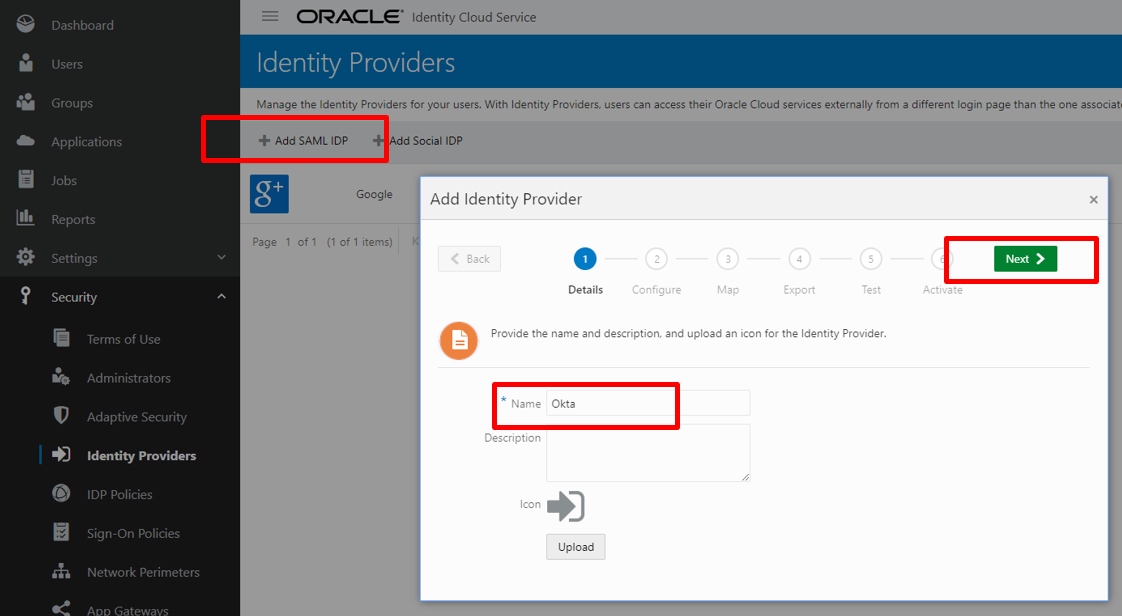 Dashboard
Users
Groups
Applications
Jobs
Reports
Settings
Security
Terms of Use
Administrators
Adaptive Security
Identity Providers
IDP Policies
Sign-On Policies
Network Perimeters
App Gateways
ORACLE® Identity Cloud Service
Identity Providers
Manage the Identity Providers for your users. With Identity Providers, users can access their Oracle Cloud services externally from a different login page than the one associate
Add SAML IDP Add Social IDP
g+ Google
Page 1 of 1 (1 of 1 items) K
Add Identity Provider ×
Back 1 2 3 4 5 6 Next
Details Configure Map Export Test Activate
Provide the name and description, and upload an icon for the Identity Provider.
* Name Okta
Description
Icon
Upload